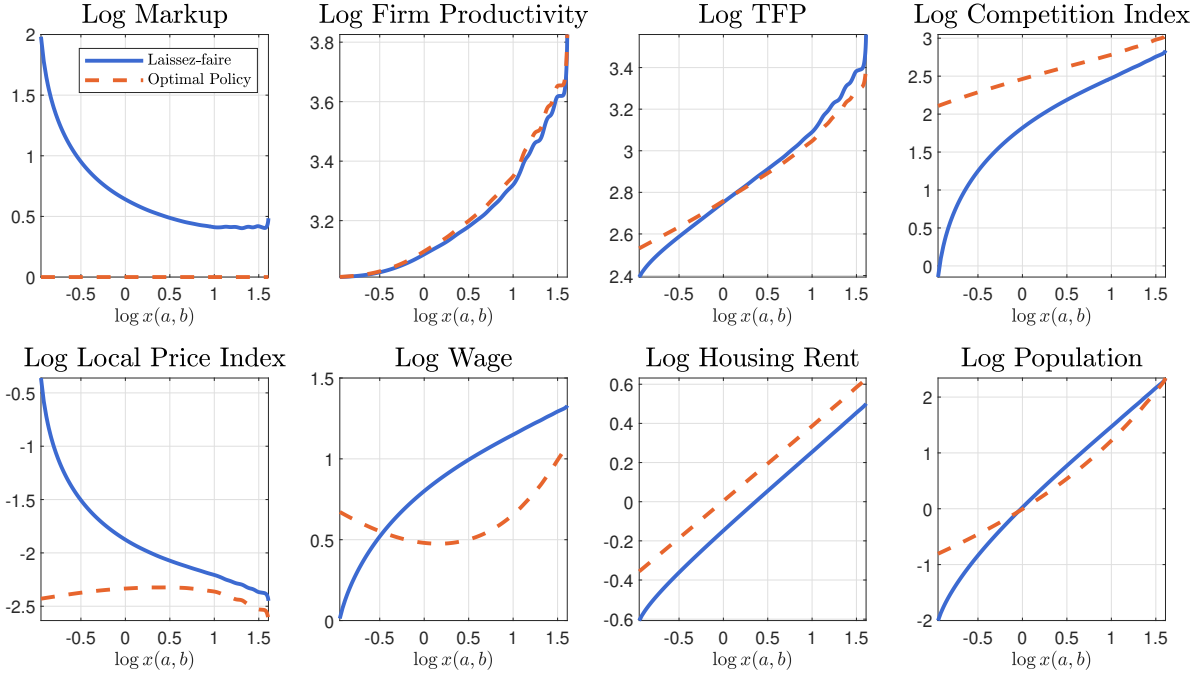 Log Markup
2
1.5
1
0.5
0
-0.5 0 0.5 1 1.5
log x(a, b)
Laissez-faire
Optimal Policy
Log Firm Productivity
3.8
3.6
3.4
3.2
-0.5 0 0.5 1 1.5
log x(a, b)
Log TFP
3.4
3.2
3
2.8
2.6
2.4
-0.5 0 0.5 1 1.5
log x(a, b)
Log Competition Index
3
2.5
2
1.5
1
0.5
0
-0.5 0 0.5 1 1.5
log x(a, b)
Log Local Price Index
-0.5
-1
-1.5
-2
-2.5
-0.5 0 0.5 1 1.5
log x(a, b)
Log Wage
1.5
1
0.5
0
-0.5 0 0.5 1 1.5
log x(a, b)
Log Housing Rent
0.6
0.4
0.2
0
-0.2
-0.4
-0.6
-0.5 0 0.5 1 1.5
log x(a, b)
Log Population
2
1
0
-1
-2
-0.5 0 0.5 1 1.5
log x(a, b)